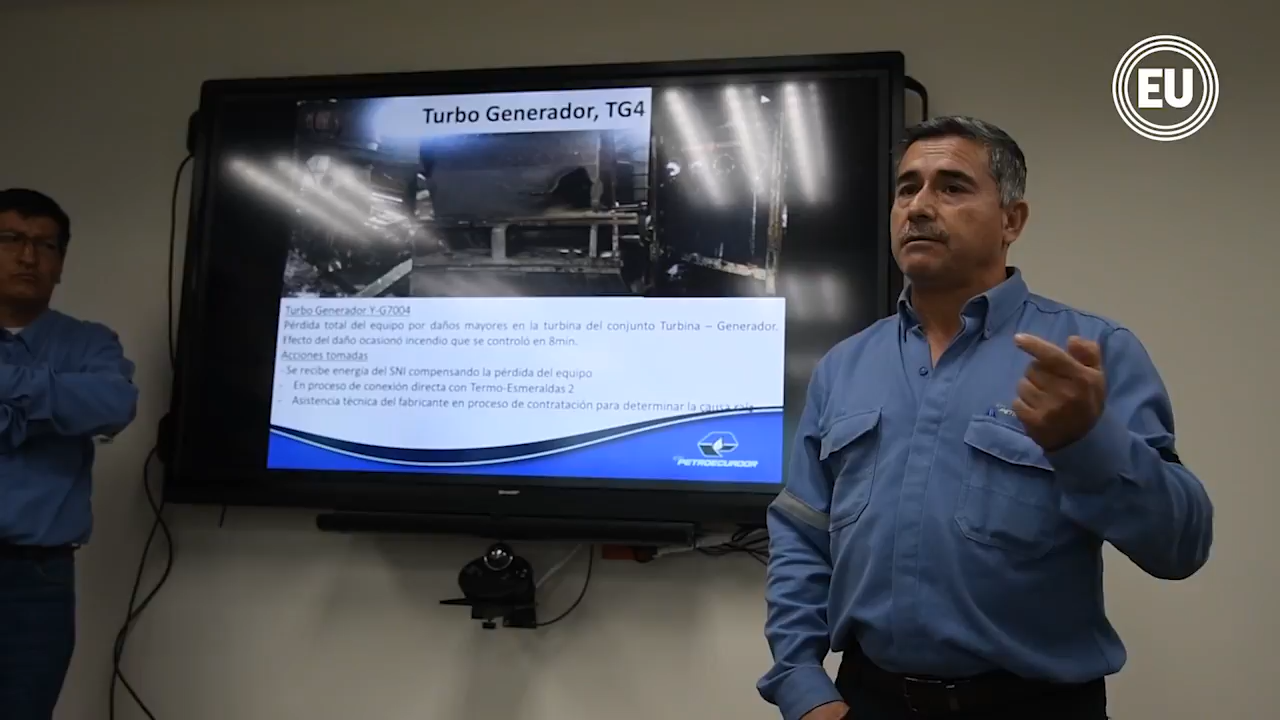 EU
Turbo Generador, TG4
Turbo Generador Y-G7004
Pérdida total del equipo por daños mayores en la turbina del conjunto Turbina – Generador.
Efecto del daño ocasionó incendio que se controló en 8min.
Acciones tomadas
- Se recibe energía del SNI compensando la pérdida del equipo
- En proceso de conexión directa con Termo-Esmeraldas 2
- Asistencia técnica del fabricante en proceso de contratación para determinar la causa raíz
PETROECUADOR
SHARP